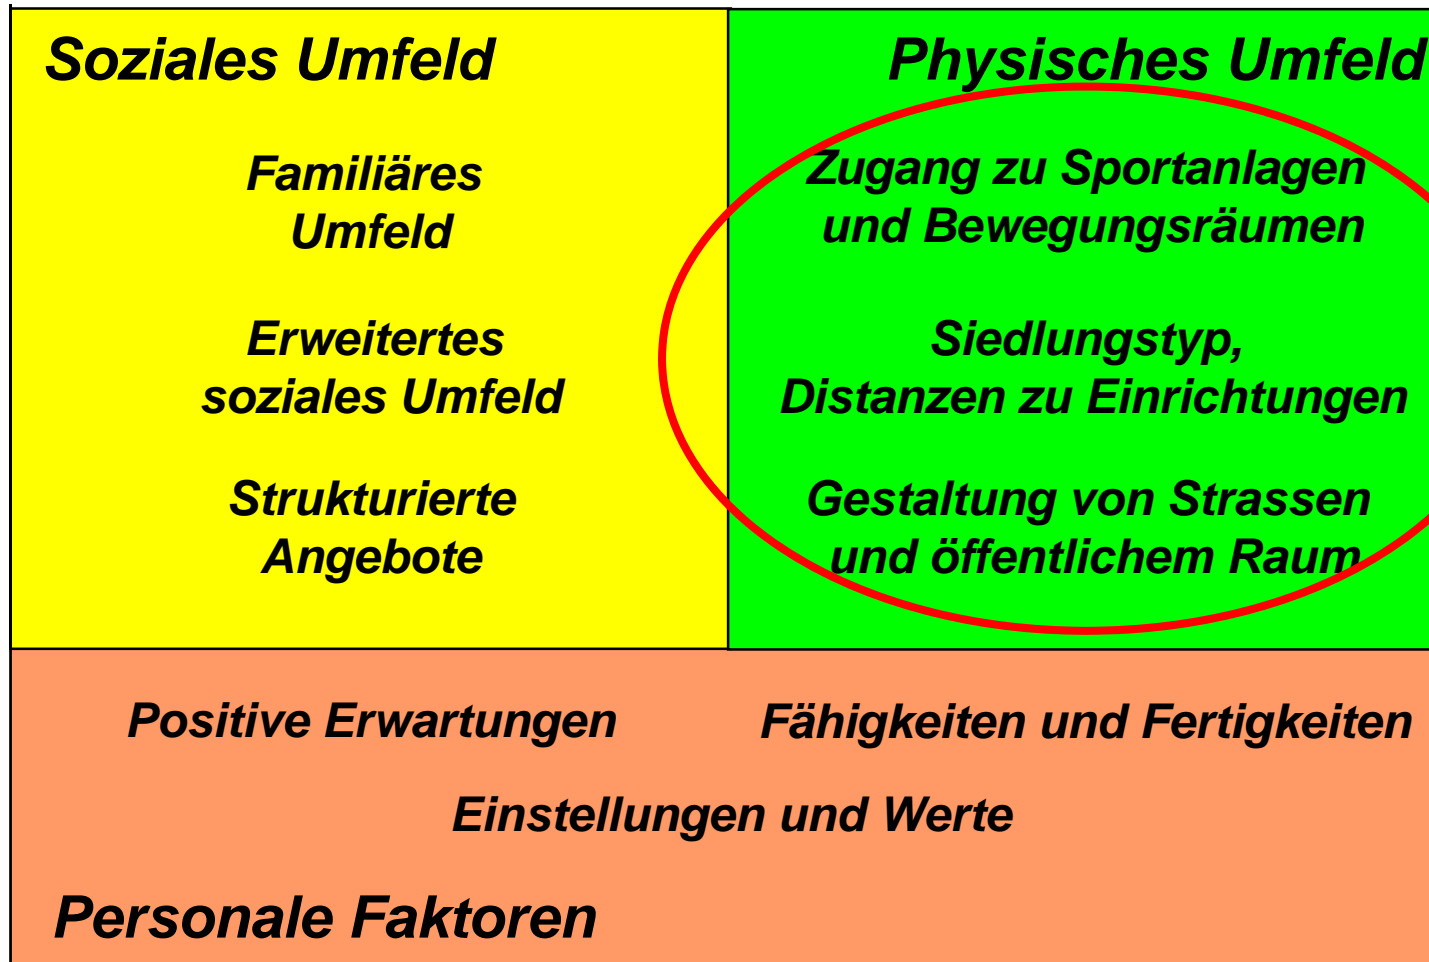 Soziales Umfeld
Familiäres
Umfeld
Erweitertes
soziales Umfeld
Strukturierte
Angebote
Physisches Umfeld
Zugang zu Sportanlagen
und Bewegungsräumen
Siedlungstyp,
Distanzen zu Einrichtungen
Gestaltung von Strassen
und öffentlichem Raum
Positive Erwartungen
Fähigkeiten und Fertigkeiten
Einstellungen und Werte
Personale Faktoren